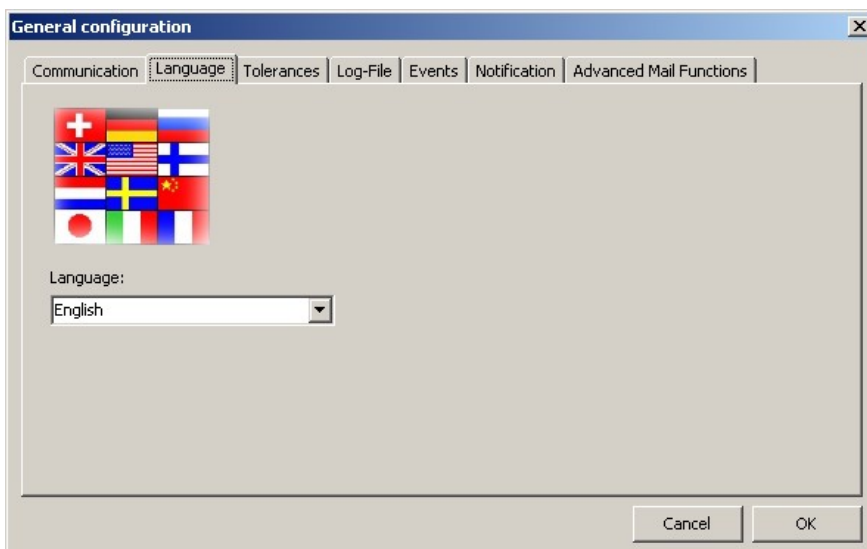 General configuration
Communication Language Tolerances Log-File Events Notification Advanced Mail Functions
Language:
English
Cancel OK